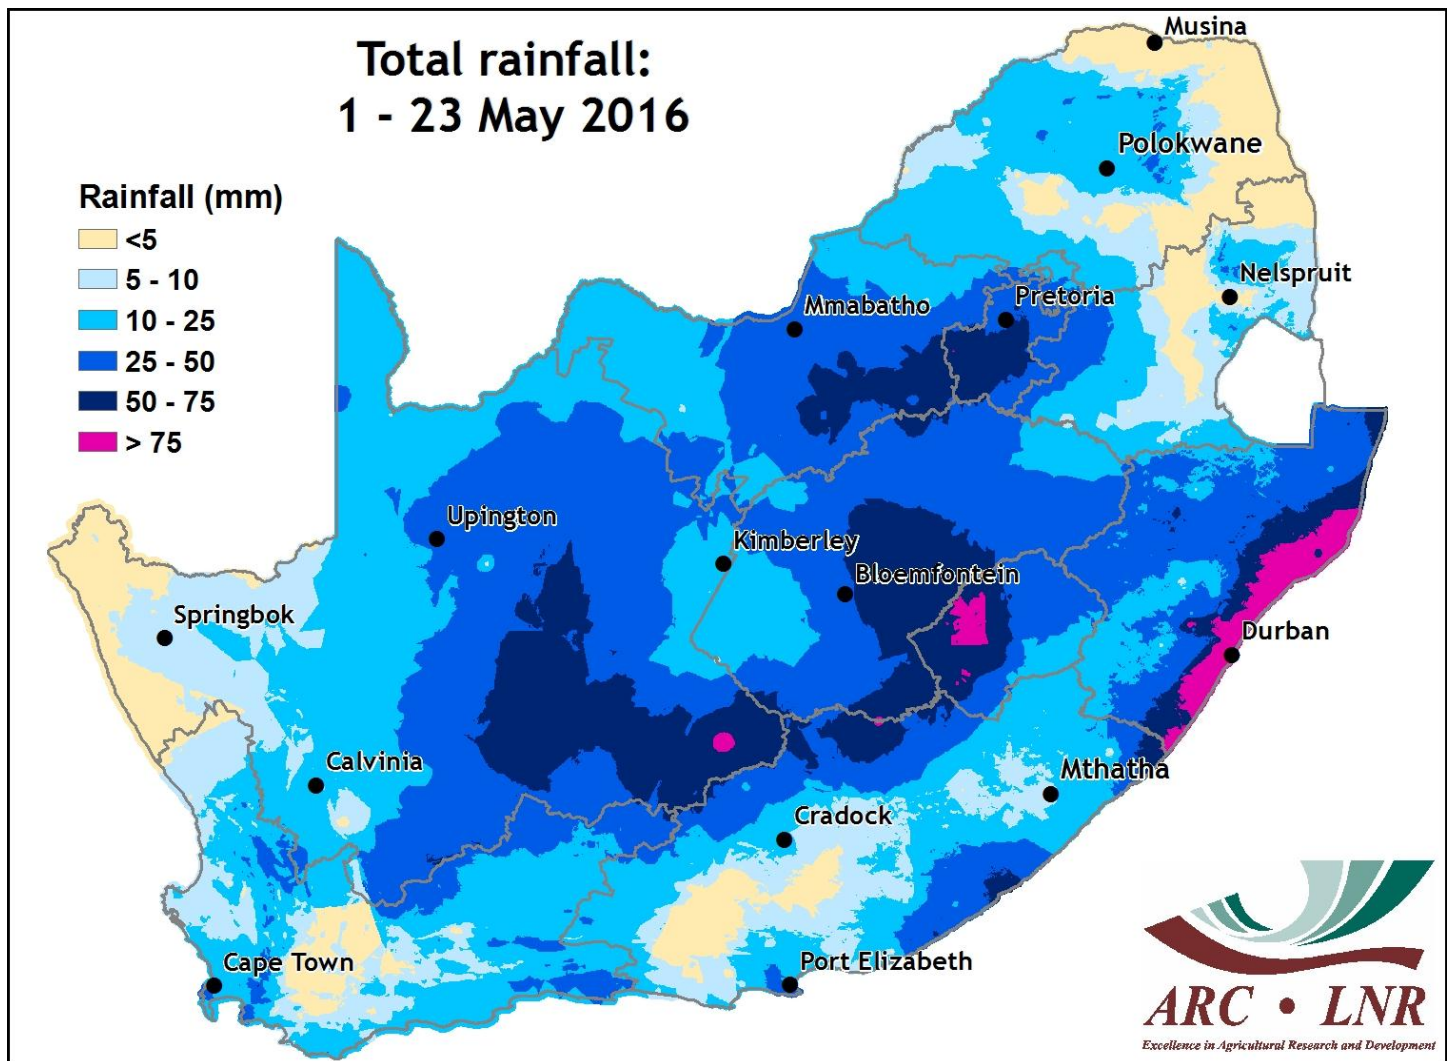 Total rainfall:
1 - 23 May 2016
Rainfall (mm)
<5
5 - 10
10 - 25
25 - 50
50 - 75
> 75
Musina
Polokwane
Nelspruit
Pretoria
Mmabatho
Upington
Kimberley
Bloemfontein
Springbok
Durban
Calvinia
Mthatha
Cradock
Cape Town
Port Elizabeth
ARC • LNR
Excellence in Agricultural Research and Development